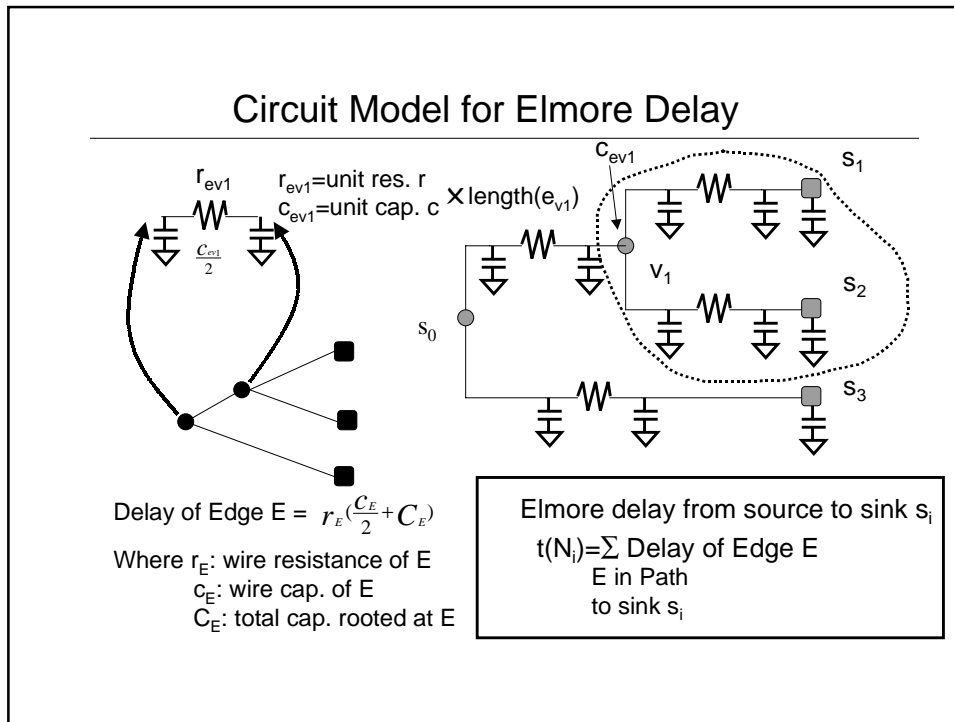 Circuit Model for Elmore Delay
r_ev1
r_ev1=unit res. r
c_ev1=unit cap. c
×length(e_v1)
c_ev1/2
c_ev1
s_1
v_1
s_2
s_0
s_3
Delay of Edge E = r_E(c_E/2+C_E)
Where r_E: wire resistance of E
c_E: wire cap. of E
C_E: total cap. rooted at E
Elmore delay from source to sink s_i
t(N_i)=Σ Delay of Edge E
E in Path
to sink s_i